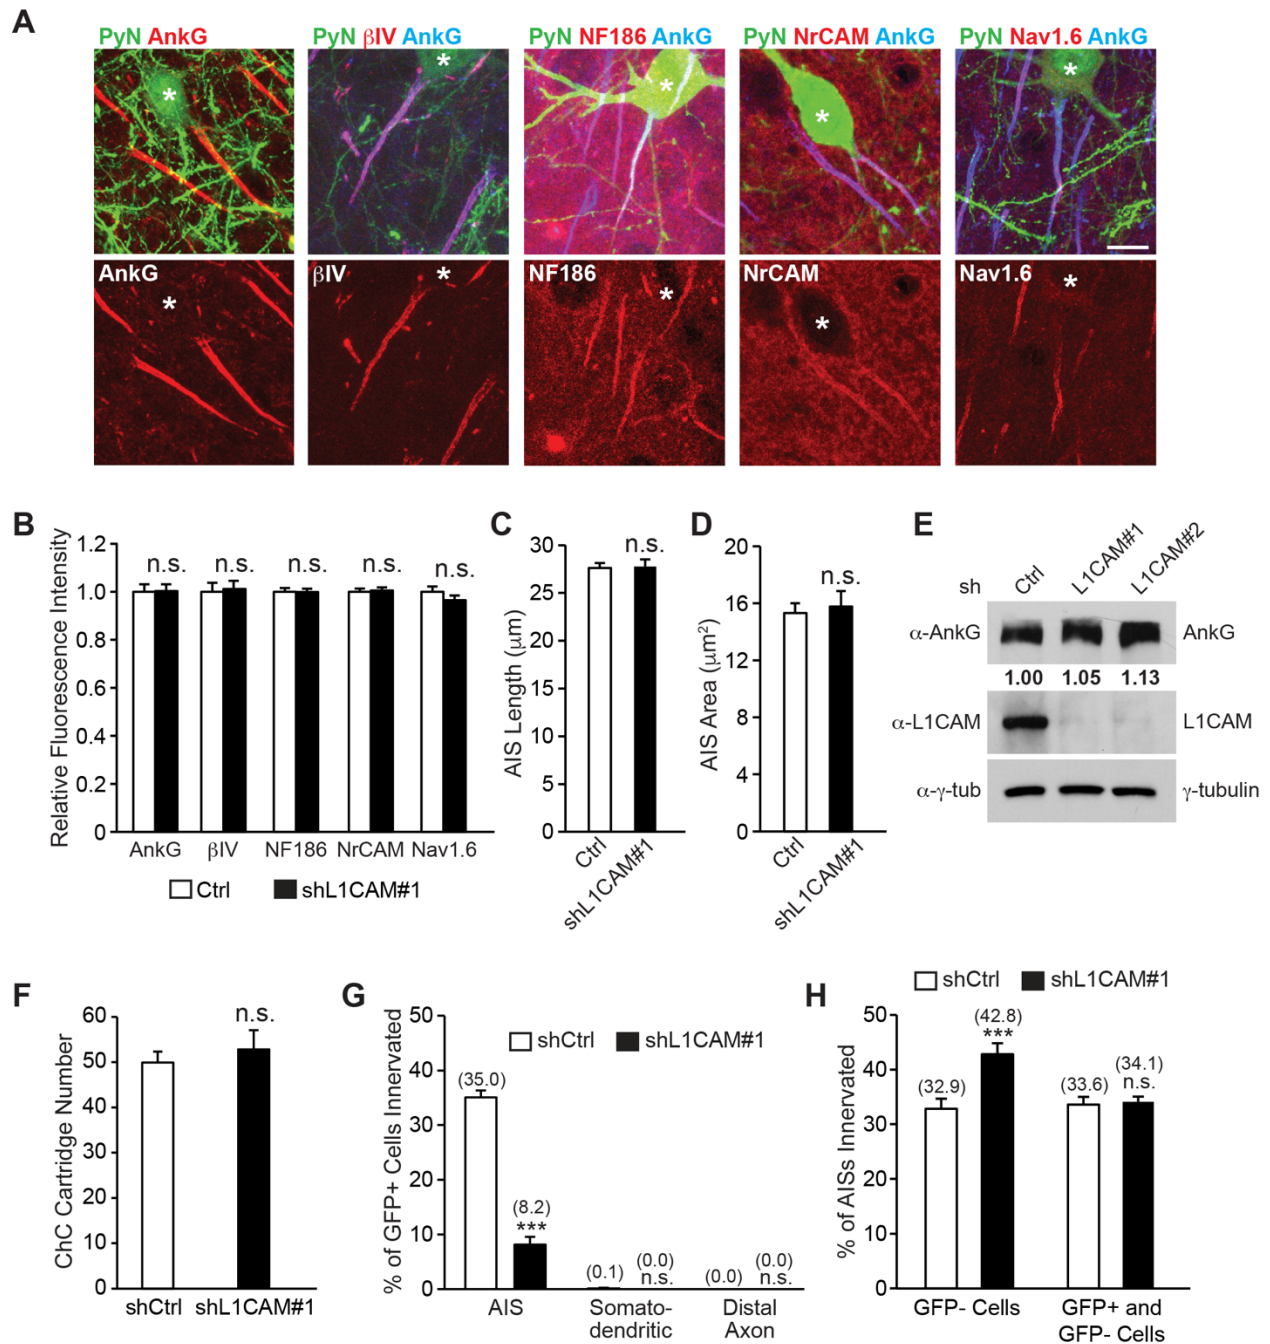 A
PyN AnkG
PyN βIV AnkG
PyN NF186 AnkG
PyN NrCAM AnkG
PyN Nav1.6 AnkG
*
*
*
*
*
AnkG
βIV
NF186
NrCAM
Nav1.6
*
*
*
*
*
B
Relative Fluorescence Intensity
1.2
1.0
0.8
0.6
0.4
0.2
0
n.s.
n.s.
n.s.
n.s.
n.s.
AnkG
βIV
NF186
NrCAM
Nav1.6
Ctrl
shL1CAM#1
C
AIS Length (μm)
30
25
20
15
10
5
0
n.s.
Ctrl
shL1CAM#1
D
AIS Area (μm²)
20
16
12
8
4
0
n.s.
Ctrl
shL1CAM#1
E
sh
Ctrl
L1CAM#1
L1CAM#2
α-AnkG
AnkG
1.00
1.05
1.13
α-L1CAM
L1CAM
α-γ-tub
γ-tubulin
F
ChC Cartridge Number
60
50
40
30
20
10
0
n.s.
shCtrl
shL1CAM#1
G
shCtrl
shL1CAM#1
% of GFP+ Cells Innervated
50
40
30
20
10
0
(35.0)
(8.2)
***
(0.1)
(0.0)
n.s.
(0.0)
(0.0)
n.s.
AIS
Somato-
dendritic
Distal
Axon
H
shCtrl
shL1CAM#1
% of AISs Innervated
50
40
30
20
10
0
(32.9)
(42.8)
***
(33.6)
(34.1)
n.s.
GFP- Cells
GFP+ and
GFP- Cells